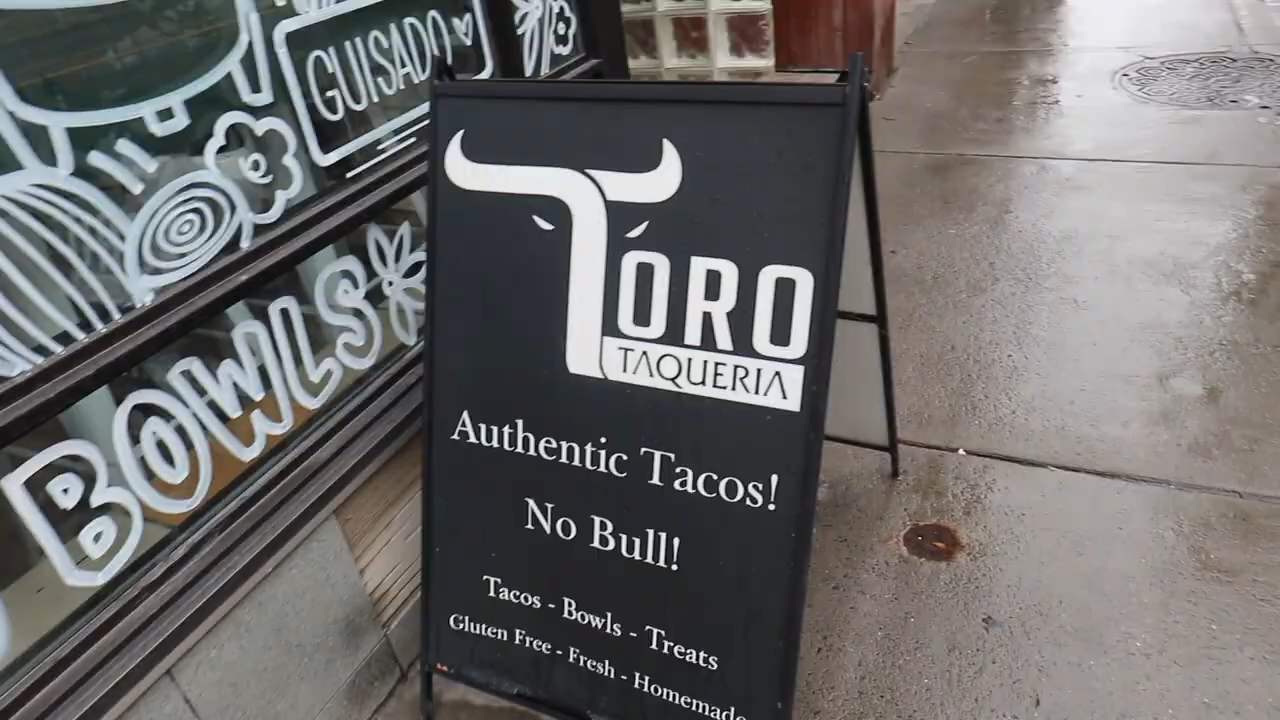 GUISADO
BOWLS
TORO
TAQUERIA
Authentic Tacos!
No Bull!
Tacos - Bowls - Treats
Gluten Free - Fresh - Homemade